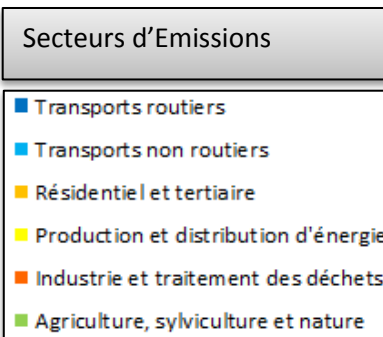 Secteurs d’Emissions
Transports routiers
Transports non routiers
Résidentiel et tertiaire
Production et distribution d'énergie
Industrie et traitement des déchets
Agriculture, sylviculture et nature